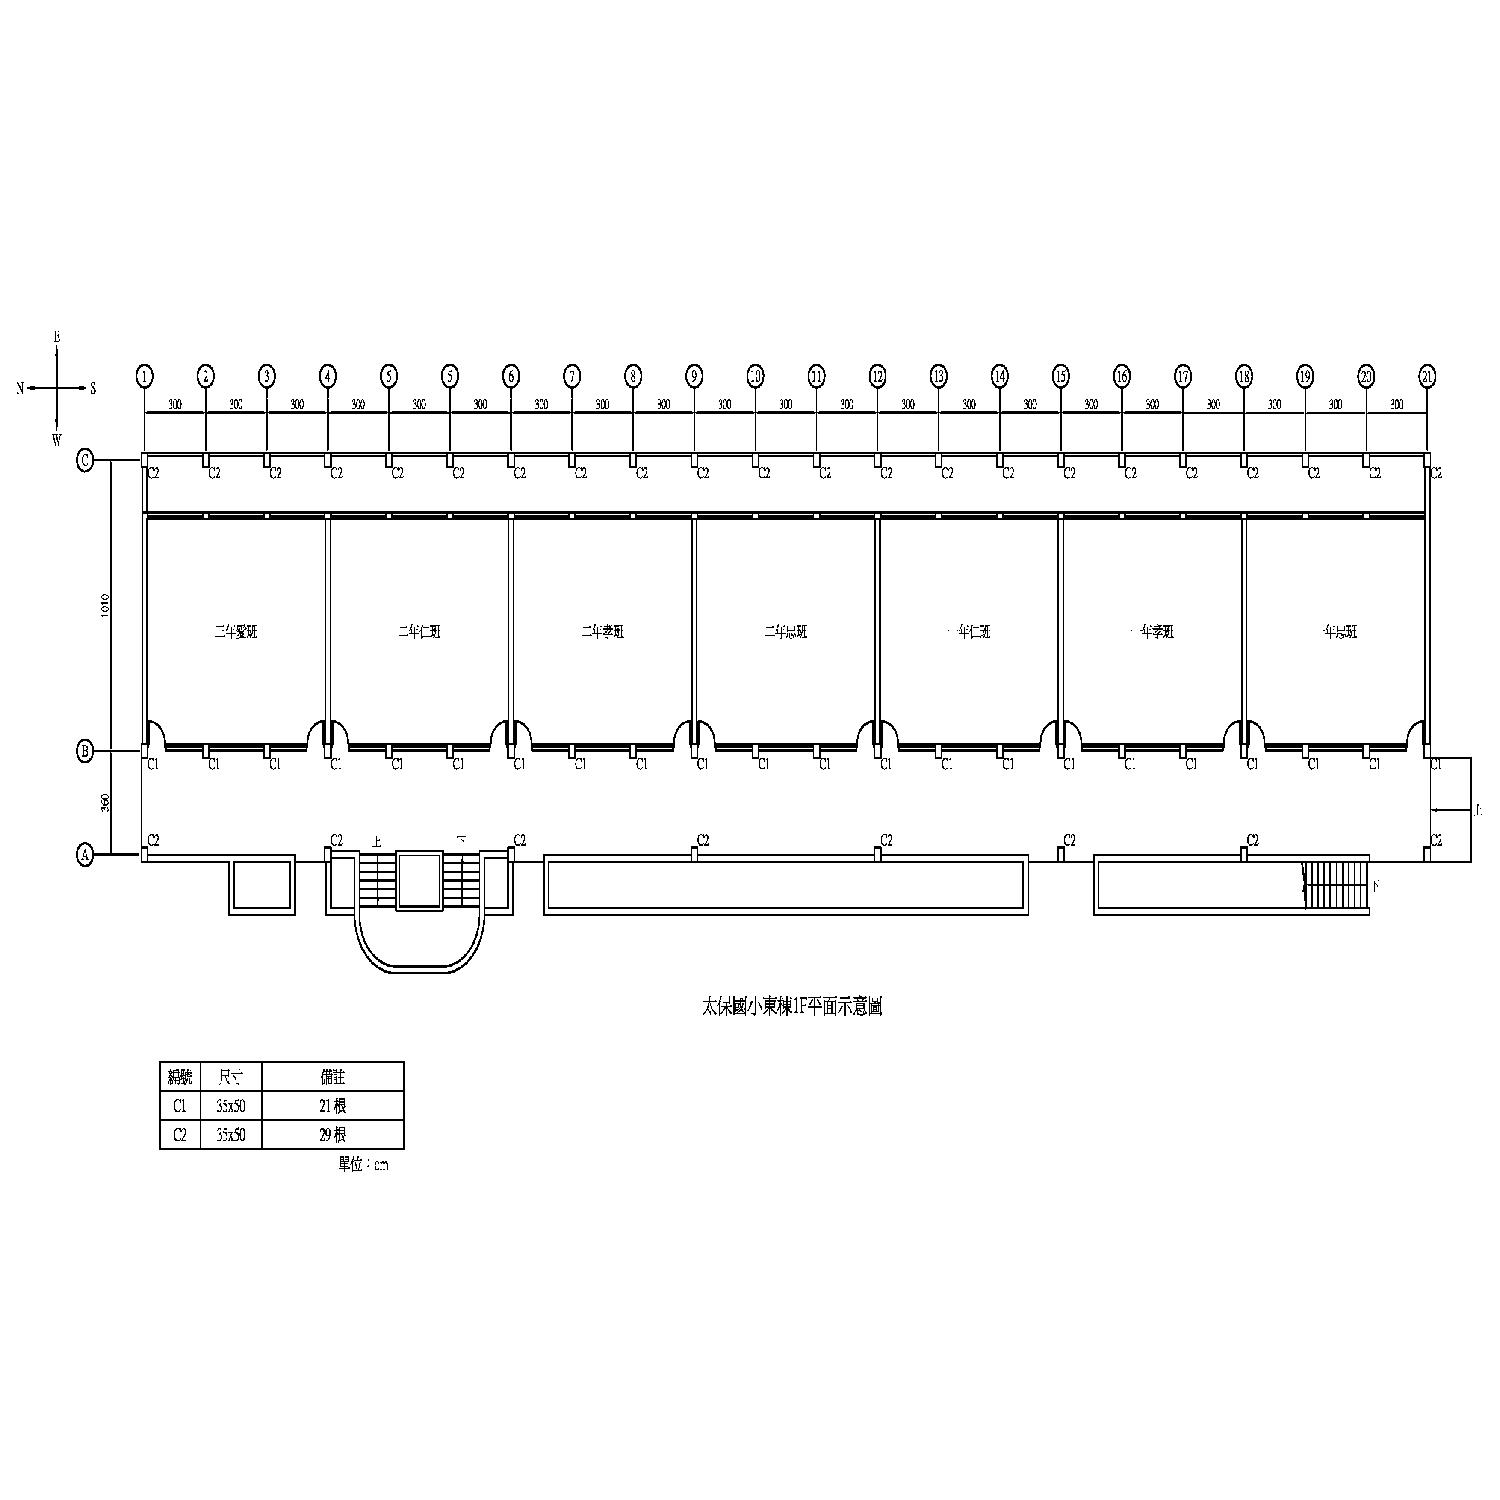 E
N S
W
1 2 3 4 5 5 6 7 8 9 10 11 12 13 14 15 16 17 18 19 20 21
300 300 300 300 300 300 300 300 300 300 300 300 300 300 300 300 300 300 300 300 300
C
C2 C2 C2 C2 C2 C2 C2 C2 C2 C2 C2 C2 C2 C2 C2 C2 C2 C2 C2 C2 C2 C2
1010
三年愛班 二年仁班 二年孝班 二年忠班 一年仁班 一年孝班 一年忠班
B
C1 C1 C1 C1 C1 C1 C1 C1 C1 C1 C1 C1 C1 C1 C1 C1 C1 C1 C1 C1 C1 C1
360
上
C2 C2 上 下 C2 C2 C2 C2 C2 C2
A
下
太保國小東棟1F平面示意圖
編號 尺寸 備註
C1 35x50 21 根
C2 35x50 29 根
單位：cm